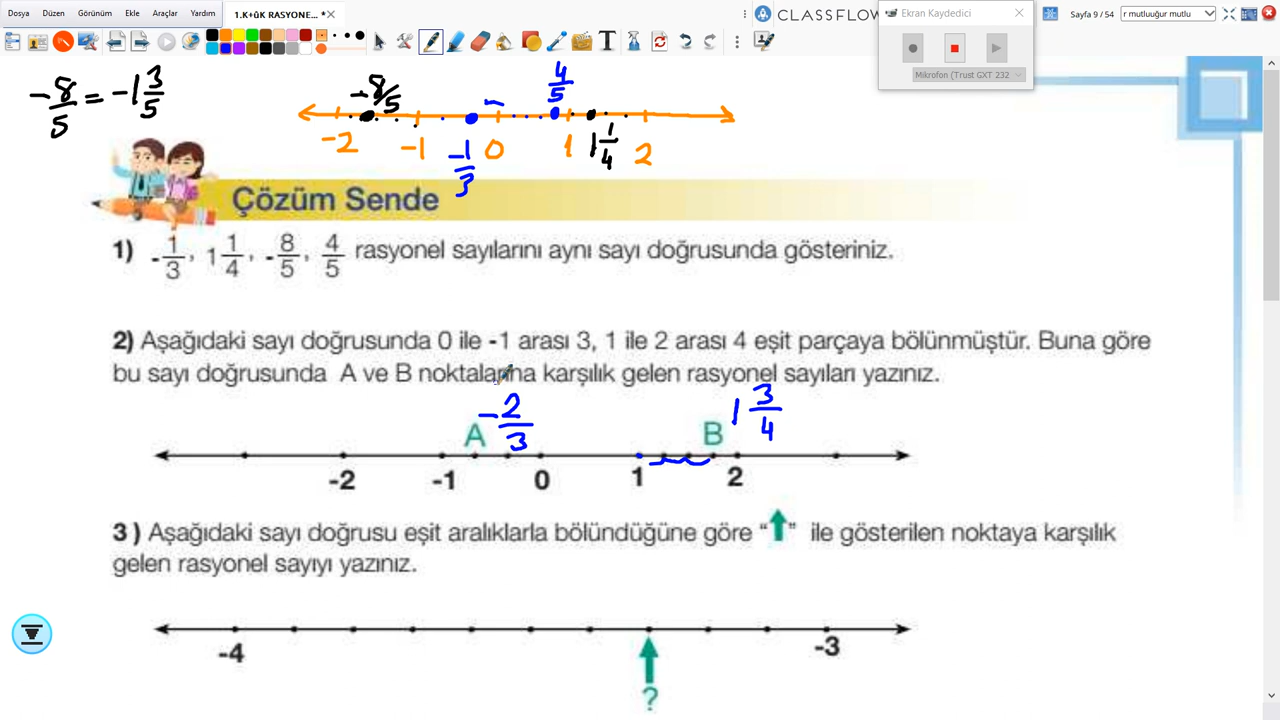 Dosya Düzen Görünüm Ekle Araçlar Yardım 1.K+ûK RASYONE... * CLASSFLOW Ekran Kaydedici Sayfa 9 / 54 r mutluuğur mutlu
Mikrofon (Trust GXT 232
-8/5 = -1 3/5
-8/5 4/5
-2 -1 -1/3 0 1 1 1/4 2
Çözüm Sende
1) -1/3, 1 1/4, -8/5, 4/5 rasyonel sayılarını aynı sayı doğrusunda gösteriniz.
2) Aşağıdaki sayı doğrusunda 0 ile -1 arası 3, 1 ile 2 arası 4 eşit parçaya bölünmüştür. Buna göre
bu sayı doğrusunda A ve B noktalarına karşılık gelen rasyonel sayıları yazınız.
A -2/3 B 1 3/4
-2 -1 0 1 2
3 ) Aşağıdaki sayı doğrusu eşit aralıklarla bölündüğüne göre “↑” ile gösterilen noktaya karşılık
gelen rasyonel sayıyı yazınız.
-4 -3
?